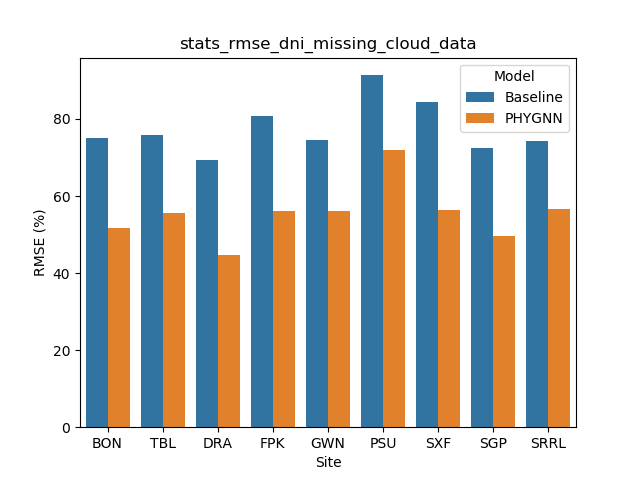 stats_rmse_dni_missing_cloud_data
Model
Baseline
PHYGNN
RMSE (%)
80
60
40
20
0
BON TBL DRA FPK GWN PSU SXF SGP SRRL
Site